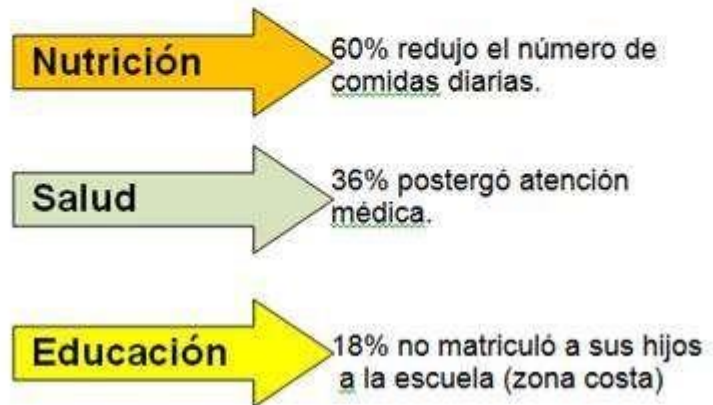 Nutrición
60% redujo el número de
comidas diarias.
Salud
36% postergó atención
médica.
Educación
18% no matriculó a sus hijos
a la escuela (zona costa)